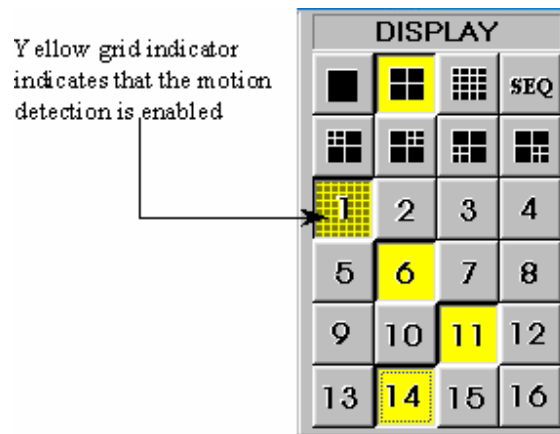 Yellow grid indicator
indicates that the motion
detection is enabled
DISPLAY
SEQ
1 2 3 4
5 6 7 8
9 10 11 12
13 14 15 16